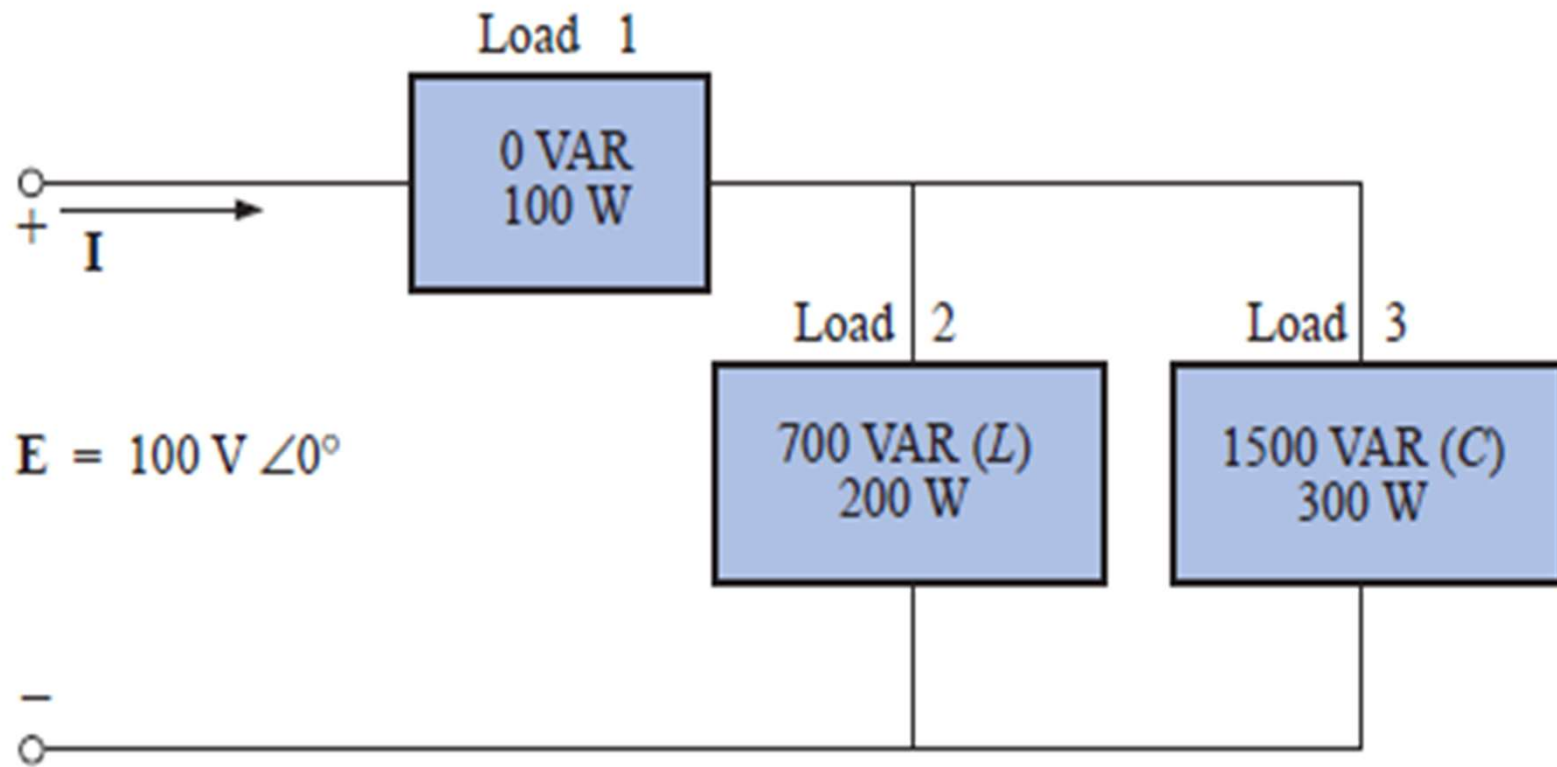 Load 1
0 VAR
100 W
+
I
Load 2
Load 3
700 VAR (L)
200 W
1500 VAR (C)
300 W
E = 100 V ∠0°
−